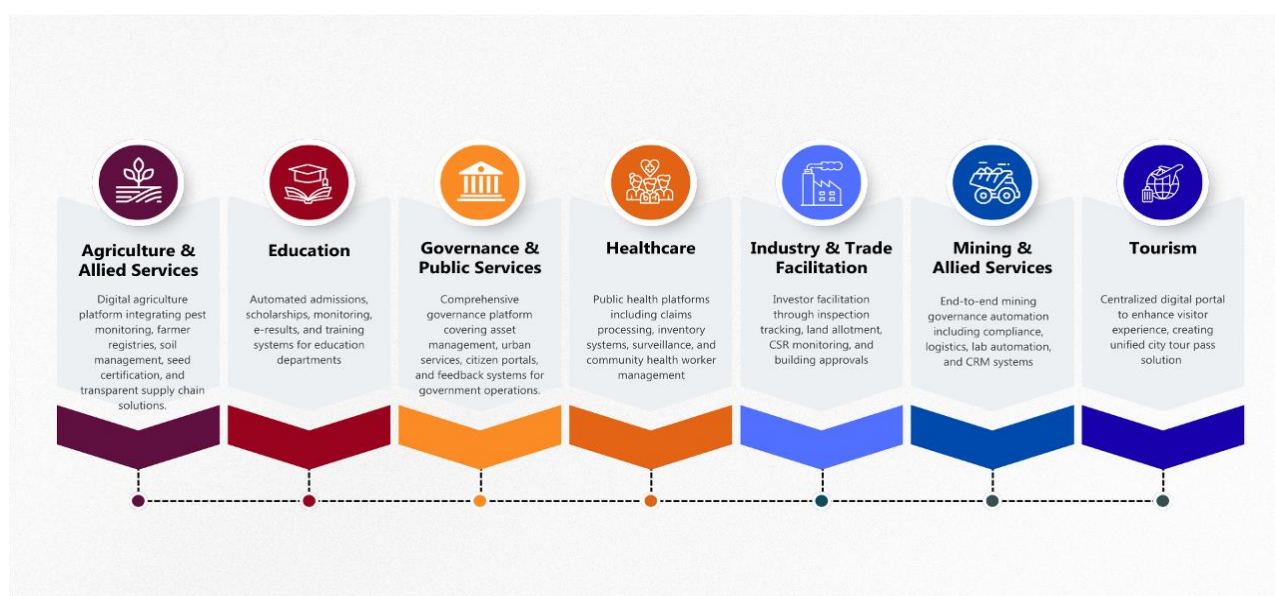 Agriculture &
Allied Services
Digital agriculture
platform integrating pest
monitoring, farmer
registries, soil
management, seed
certification, and
transparent supply chain
solutions.
Education
Automated admissions,
scholarships, monitoring,
e-results, and training
systems for education
departments
Governance &
Public Services
Comprehensive
governance platform
covering asset
management, urban
services, citizen portals,
and feedback systems for
government operations.
Healthcare
Public health platforms
including claims
processing, inventory
systems, surveillance, and
community health worker
management
Industry & Trade
Facilitation
Investor facilitation
through inspection
tracking, land allotment,
CSR monitoring, and
building approvals
Mining &
Allied Services
End-to-end mining
governance automation
including compliance,
logistics, lab automation,
and CRM systems
Tourism
Centralized digital portal
to enhance visitor
experience, creating
unified city tour pass
solution